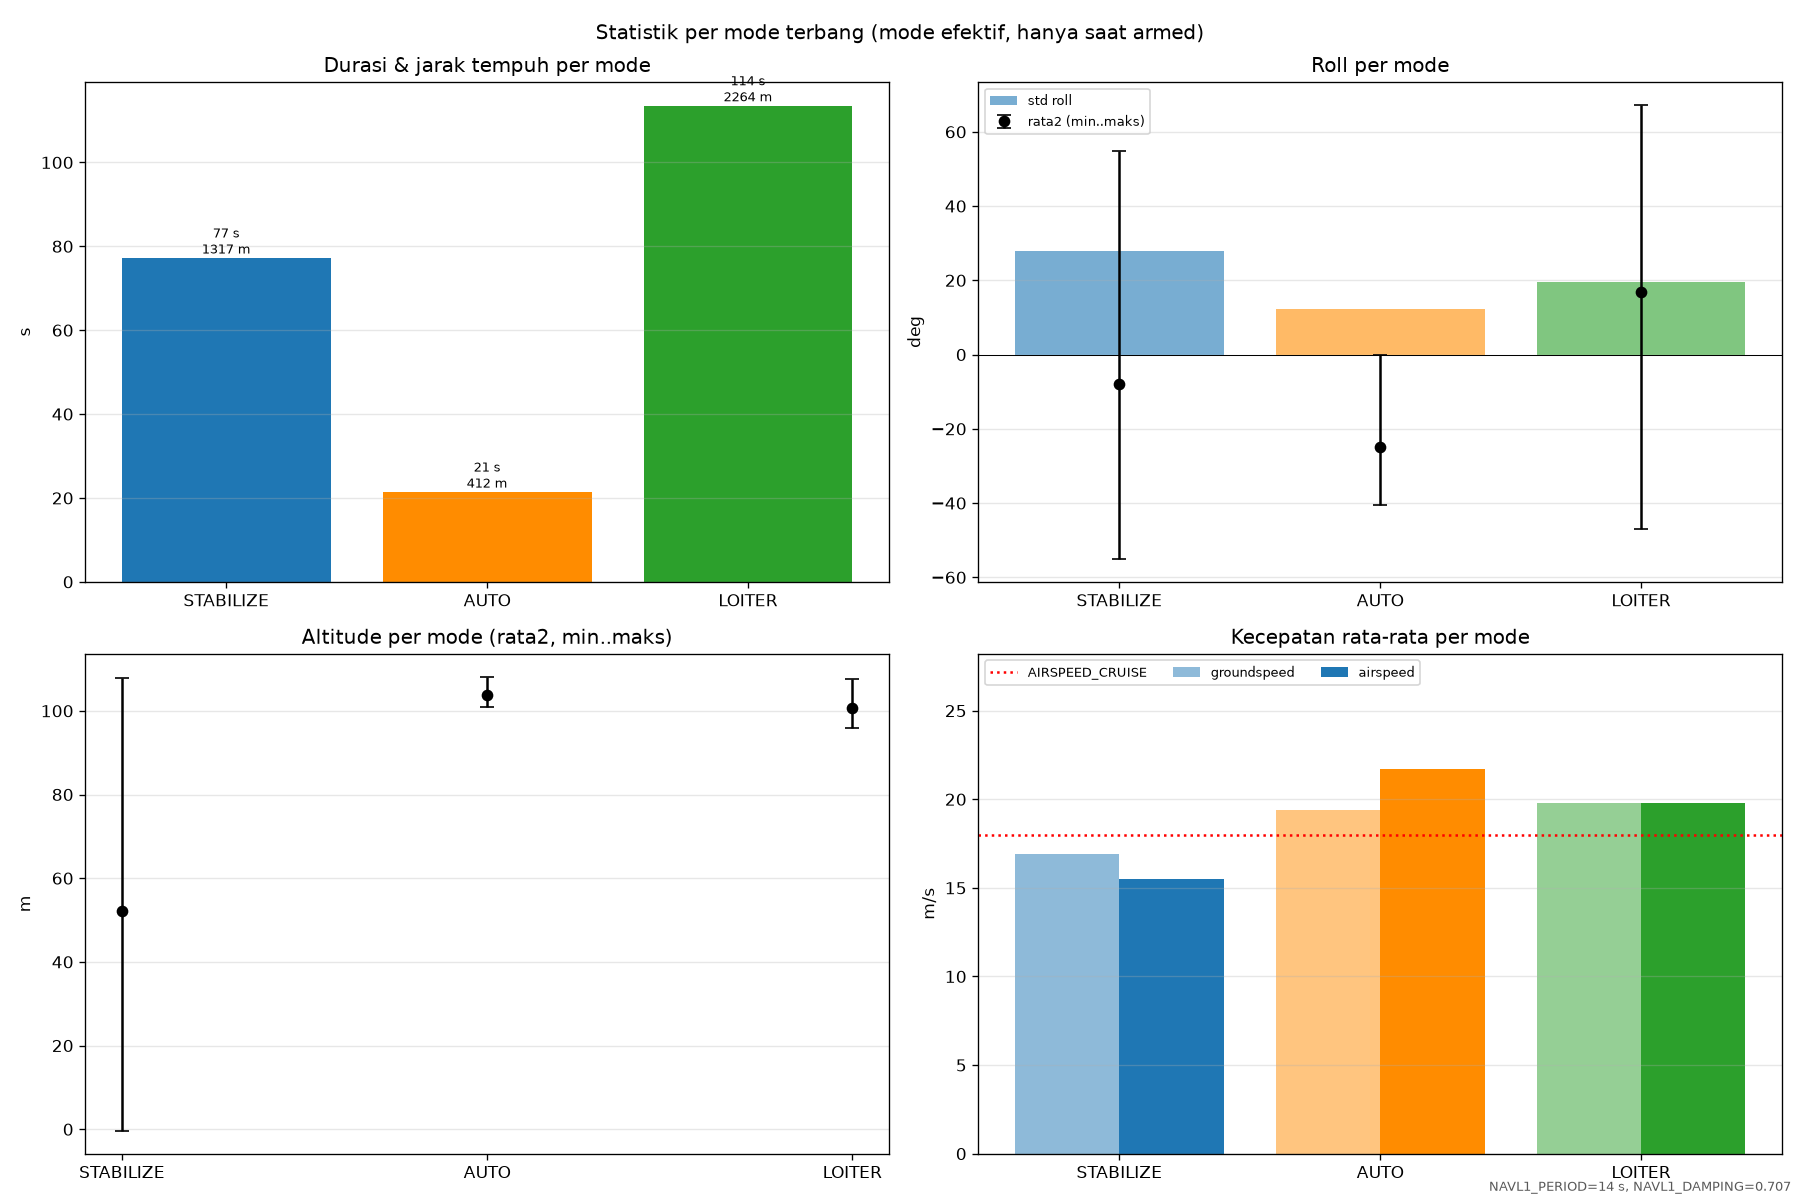 Statistik per mode terbang (mode efektif, hanya saat armed)
Durasi & jarak tempuh per mode
s
0
20
40
60
80
100
77 s
1317 m
21 s
412 m
114 s
2264 m
STABILIZE
AUTO
LOITER
Roll per mode
std roll
rata2 (min..maks)
deg
60
40
20
0
−20
−40
−60
STABILIZE
AUTO
LOITER
Altitude per mode (rata2, min..maks)
m
100
80
60
40
20
0
STABILIZE
AUTO
LOITER
Kecepatan rata-rata per mode
AIRSPEED_CRUISE
groundspeed
airspeed
m/s
25
20
15
10
5
0
STABILIZE
AUTO
LOITER
NAVL1_PERIOD=14 s, NAVL1_DAMPING=0.707